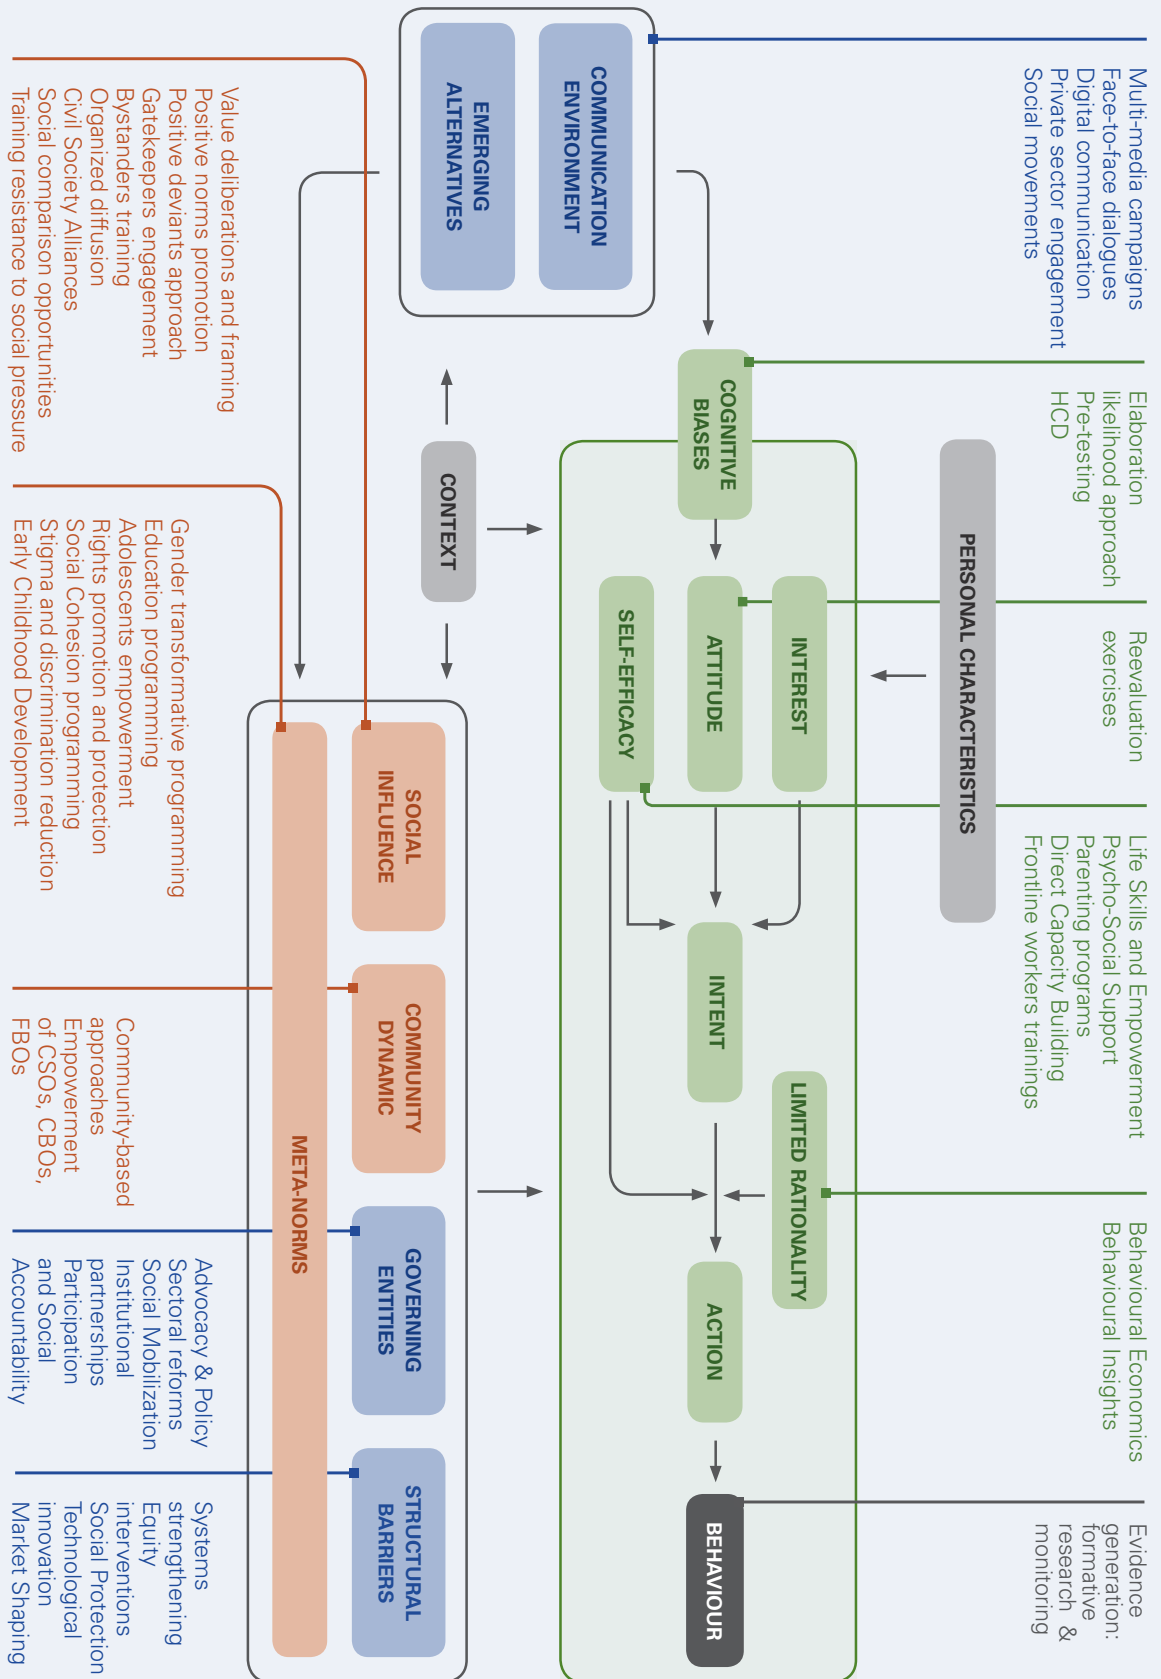 Multi-media campaigns
Face-to-face dialogues
Digital communication
Private sector engagement
Social movements
Elaboration
likelihood approach
Pre-testing
HCD
Reevaluation
exercises
Life Skills and Empowerment
Psycho-Social Support
Parenting programs
Direct Capacity Building
Frontline workers trainings
Behavioural Economics
Behavioural Insights
Evidence
generation:
formative
research &
monitoring
PERSONAL CHARACTERISTICS
COMMUNICATION
ENVIRONMENT
EMERGING
ALTERNATIVES
COGNITIVE
BIASES
INTEREST
ATTITUDE
SELF-EFFICACY
INTENT
LIMITED RATIONALITY
ACTION
BEHAVIOUR
CONTEXT
SOCIAL
INFLUENCE
COMMUNITY
DYNAMIC
GOVERNING
ENTITIES
STRUCTURAL
BARRIERS
META-NORMS
Value deliberations and framing
Positive norms promotion
Positive deviants approach
Gatekeepers engagement
Bystanders training
Organized diffusion
Civil Society Alliances
Social comparison opportunities
Training resistance to social pressure
Gender transformative programming
Education programming
Adolescents empowerment
Rights promotion and protection
Social Cohesion programming
Stigma and discrimination reduction
Early Childhood Development
Community-based
approaches
Empowerment
of CSOs, CBOs,
FBOs
Advocacy & Policy
Sectoral reforms
Social Mobilization
Institutional
partnerships
Participation
and Social
Accountability
Systems
strengthening
Equity
interventions
Social Protection
Technological
innovation
Market Shaping